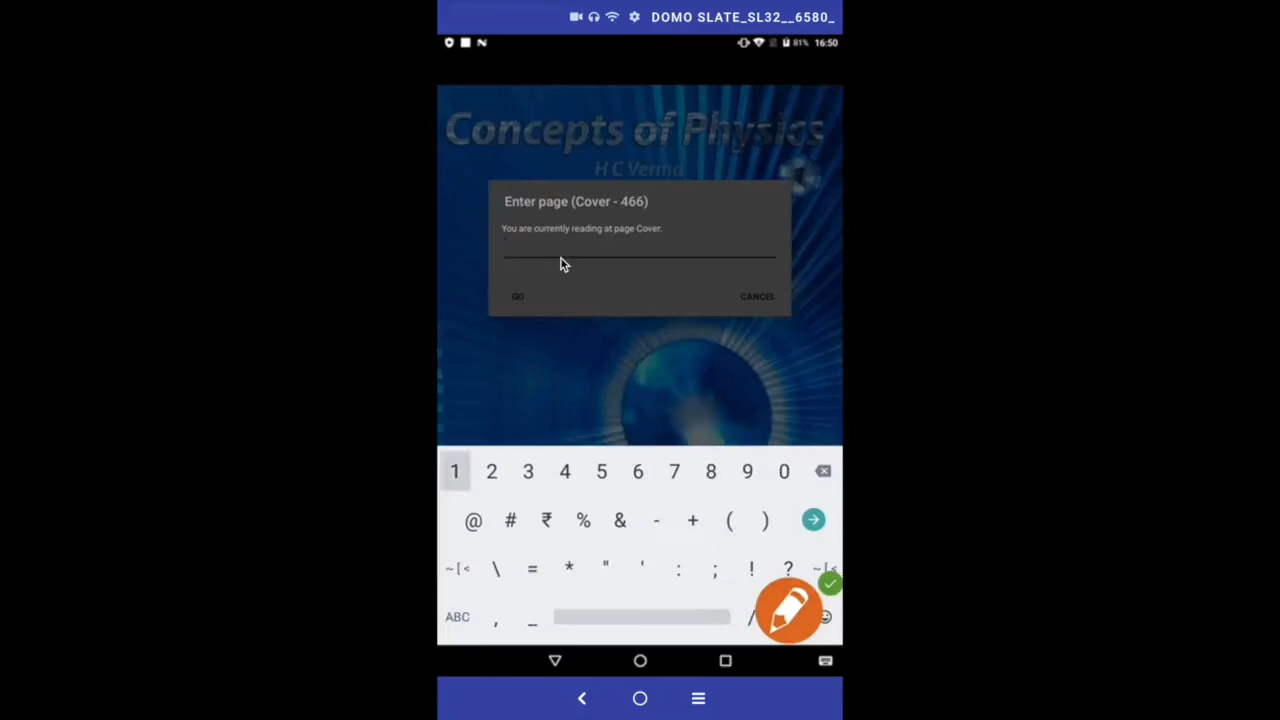 DOMO SLATE_SL32__6580_
81% 16:50
Concepts of Physics
H C Verma
Enter page (Cover - 466)
You are currently reading at page Cover.
GO CANCEL
1 2 3 4 5 6 7 8 9 0
@ # ₹ % & - + ( )
~[< \ = * " ' : ; ! ? ~[<
ABC , _ /